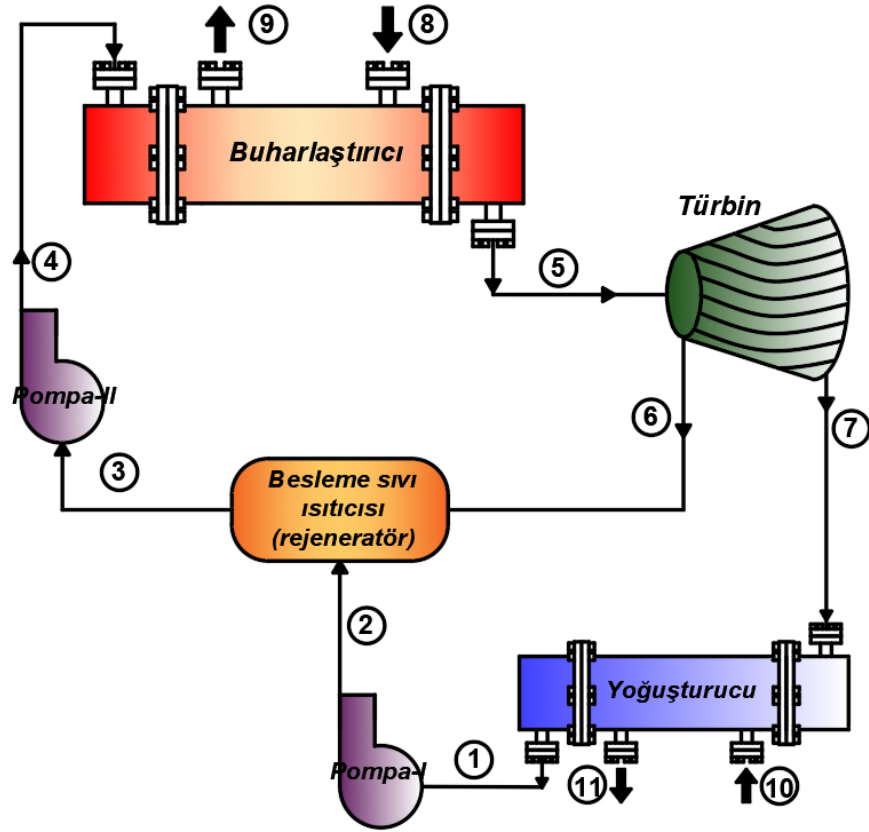 9
8
Buharlaştırıcı
Türbin
4
5
Pompa-II
6
7
3
Besleme sıvı
ısıtıcısı
(rejeneratör)
2
Yoğuşturucu
Pompa-I
1
11
10